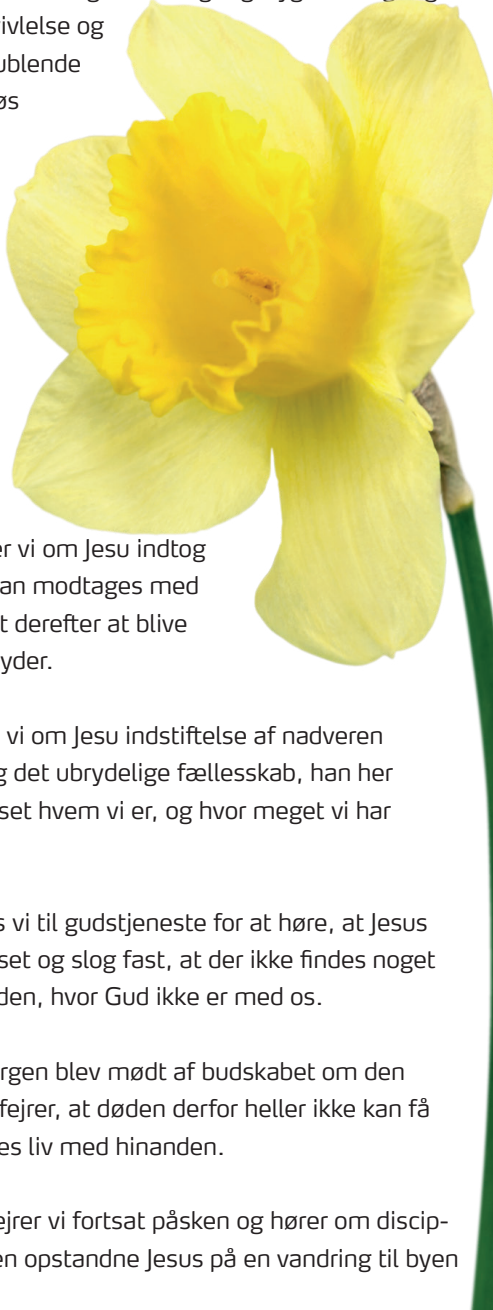 ivlelse og
ublende
øs
er vi om Jesu indtog
an modtages med
t derefter at blive
yder.
vi om Jesu indstiftelse af nadveren
g det ubrydelige fællesskab, han her
set hvem vi er, og hvor meget vi har
s vi til gudstjeneste for at høre, at Jesus
set og slog fast, at der ikke findes noget
den, hvor Gud ikke er med os.
rgen blev mødt af budskabet om den
fejrer, at døden derfor heller ikke kan få
es liv med hinanden.
ejrer vi fortsat påsken og hører om discip-
en opstandne Jesus på en vandring til byen